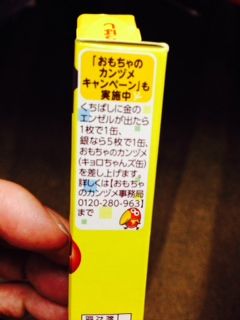 「おもちゃの
カンヅメ
キャンペーン」も
実施中
くちばしに金の
エンゼルが出たら
1枚で1缶、
銀なら5枚で1缶、
おもちゃのカンヅメ
(キョロちゃんズ缶)
を差し上げます。
詳しくは【おもちゃ
のカンヅメ事務局
0120-280-963】
まで